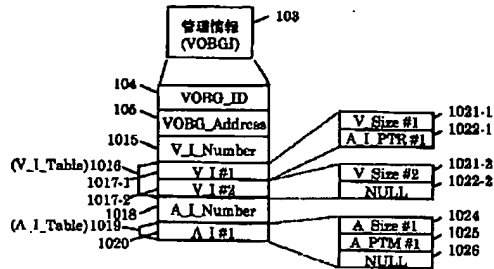 管理情報 103
(VOBGI)
104 VOBG_ID
105 VOBG_Address
1015 V_I_Number
(V_I_Table) 1016
1017-1 V_I#1
1017-2 V_I#2
1018 A_I_Number
(A_I_Table) 1019
1020 A_I#1
V_Size #1 1021-1
A_I_PTR #1 1022-1
V_Size #2 1021-2
NULL 1022-2
A_Size #1 1024
A_PTM #1 1025
NULL 1026